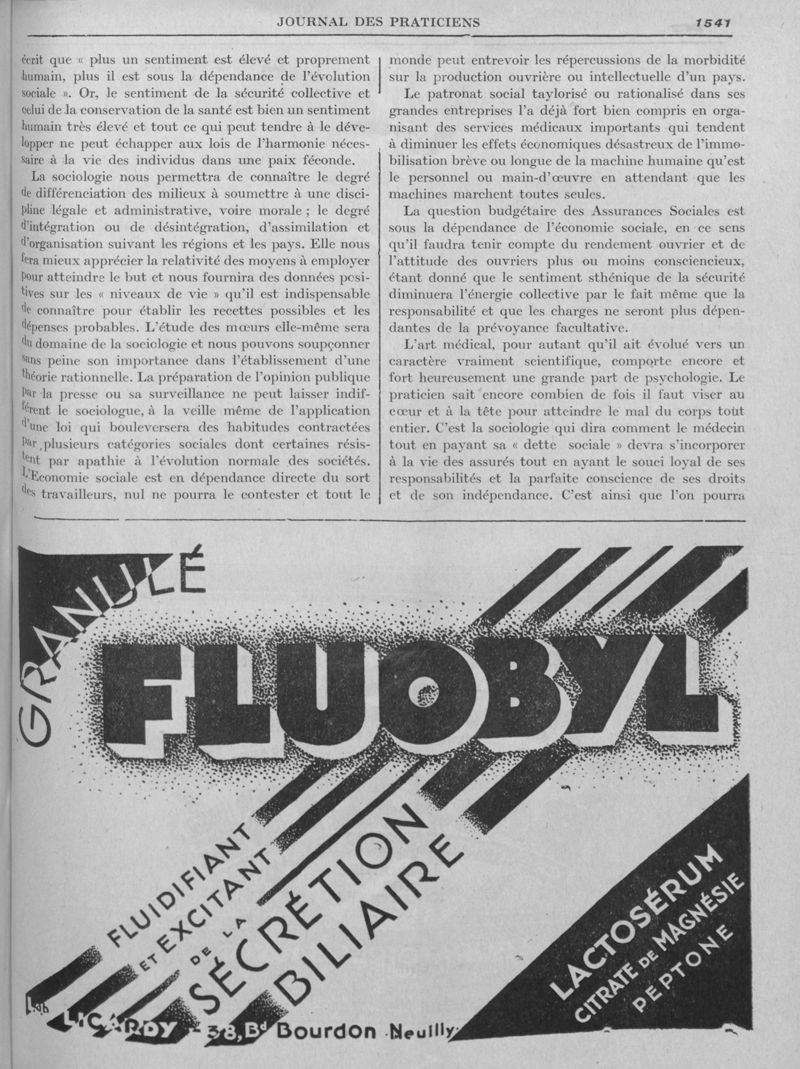 JOURNAL DES PRATICIENS
1541
écrit que « plus un sentiment est élevé et proprement
humain, plus il est sous la dépendance de l'évolution
sociale ». Or, le sentiment de la sécurité collective et
celui de la conservation de la santé est bien un sentiment
humain très élevé et tout ce qui peut tendre à le déve-
lopper ne peut échapper aux lois de l'harmonie néces-
saire à la vie des individus dans une paix féconde.
La sociologie nous permettra de connaître le degré
de différenciation des milieux à soumettre à une disci-
pline légale et administrative, voire morale ; le degré
d'intégration ou de désintégration, d'assimilation et
d'organisation suivant les régions et les pays. Elle nous
fera mieux apprécier la relativité des moyens à employer
pour atteindre le but et nous fournira des données posi-
tives sur les « niveaux de vie » qu'il est indispensable
de connaître pour établir les recettes possibles et les
dépenses probables. L'étude des mœurs elle-même sera
du domaine de la sociologie et nous pouvons soupçonner
sans peine son importance dans l'établissement d'une
théorie rationnelle. La préparation de l'opinion publique
par la presse ou sa surveillance ne peut laisser indif-
férent le sociologue, à la veille même de l'application
d'une loi qui bouleversera des habitudes contractées
par plusieurs catégories sociales dont certaines résis-
tent par apathie à l'évolution normale des sociétés.
L'Economie sociale est en dépendance directe du sort
des travailleurs, nul ne pourra le contester et tout le
monde peut entrevoir les répercussions de la morbidité
sur la production ouvrière ou intellectuelle d'un pays.
Le patronat social taylorisé ou rationalisé dans ses
grandes entreprises l'a déjà fort bien compris en orga-
nisant des services médicaux importants qui tendent
à diminuer les effets économiques désastreux de l'immo-
bilisation brève ou longue de la machine humaine qu'est
le personnel ou main-d'œuvre en attendant que les
machines marchent toutes seules.
La question budgétaire des Assurances Sociales est
sous la dépendance de l'économie sociale, en ce sens
qu'il faudra tenir compte du rendement ouvrier et de
l'attitude des ouvriers plus ou moins consciencieux,
étant donné que le sentiment sthénique de la sécurité
diminuera l'énergie collective par le fait même que la
responsabilité et que les charges ne seront plus dépen-
dantes de la prévoyance facultative.
L'art médical, pour autant qu'il ait évolué vers un
caractère vraiment scientifique, comporte encore et
fort heureusement une grande part de psychologie. Le
praticien sait encore combien de fois il faut viser au
cœur et à la tête pour atteindre le mal du corps tout
entier. C'est la sociologie qui dira comment le médecin
tout en payant sa « dette sociale » devra s'incorporer
à la vie des assurés tout en ayant le souci loyal de ses
responsabilités et la parfaite conscience de ses droits
et de son indépendance. C'est ainsi que l'on pourra
GRANULÉ
FLUOBYL
FLUIDIFIANT
ET EXCITANT
DE LA
SÉCRÉTION
BILIAIRE
LACTOSÉRUM
CITRATE DE MAGNÉSIE
PEPTONE
Lab LICARDY - 38, Bd Bourdon - Neuilly